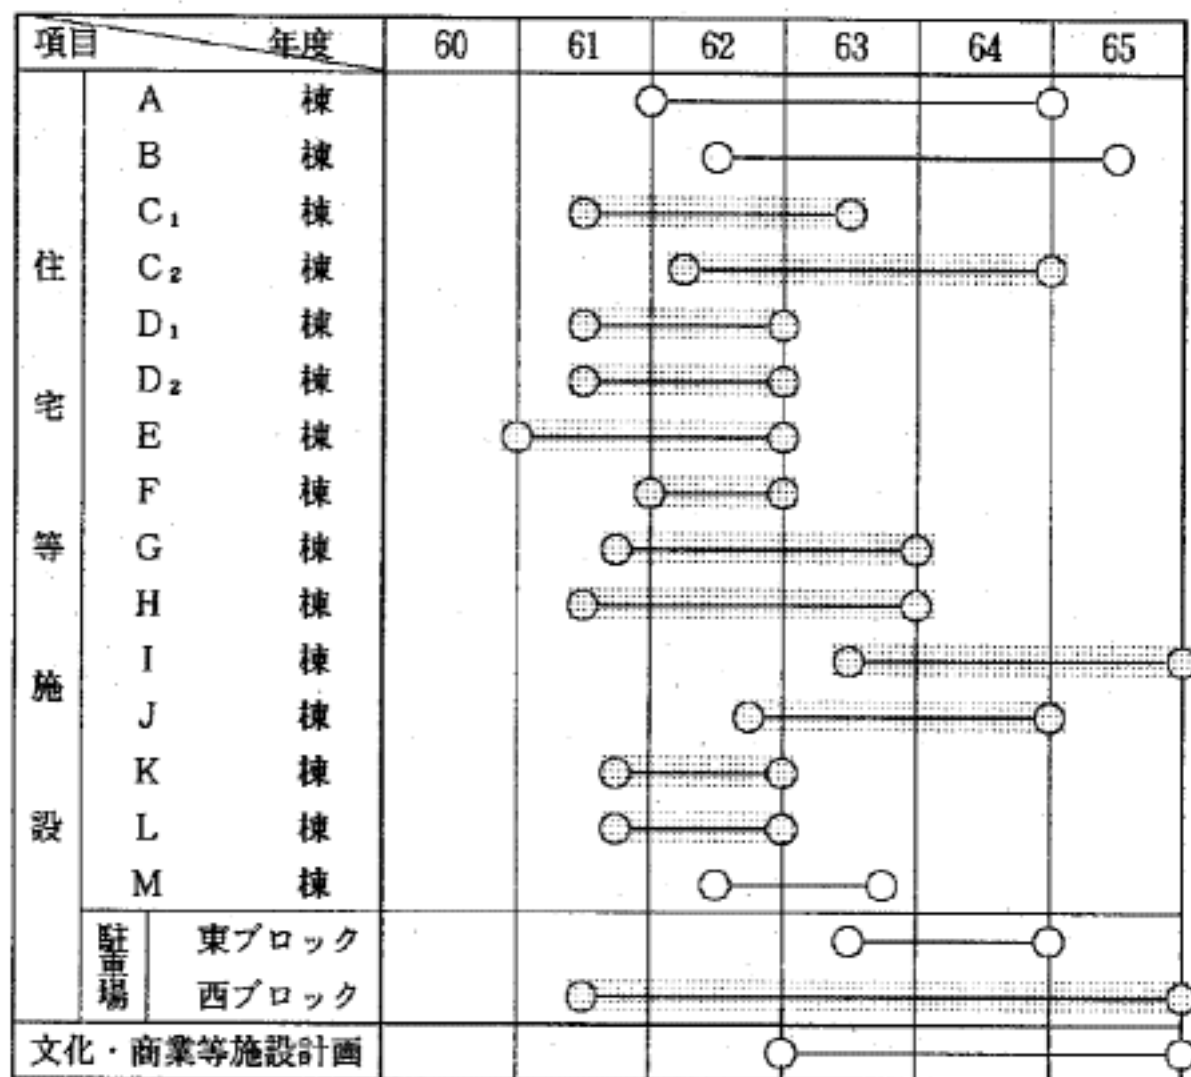 項目 年度 60 61 62 63 64 65
A 棟
B 棟
C₁ 棟
C₂ 棟
D₁ 棟
D₂ 棟
E 棟
F 棟
G 棟
H 棟
I 棟
J 棟
K 棟
L 棟
M 棟
住宅等施設
駐車場
東ブロック
西ブロック
文化・商業等施設計画